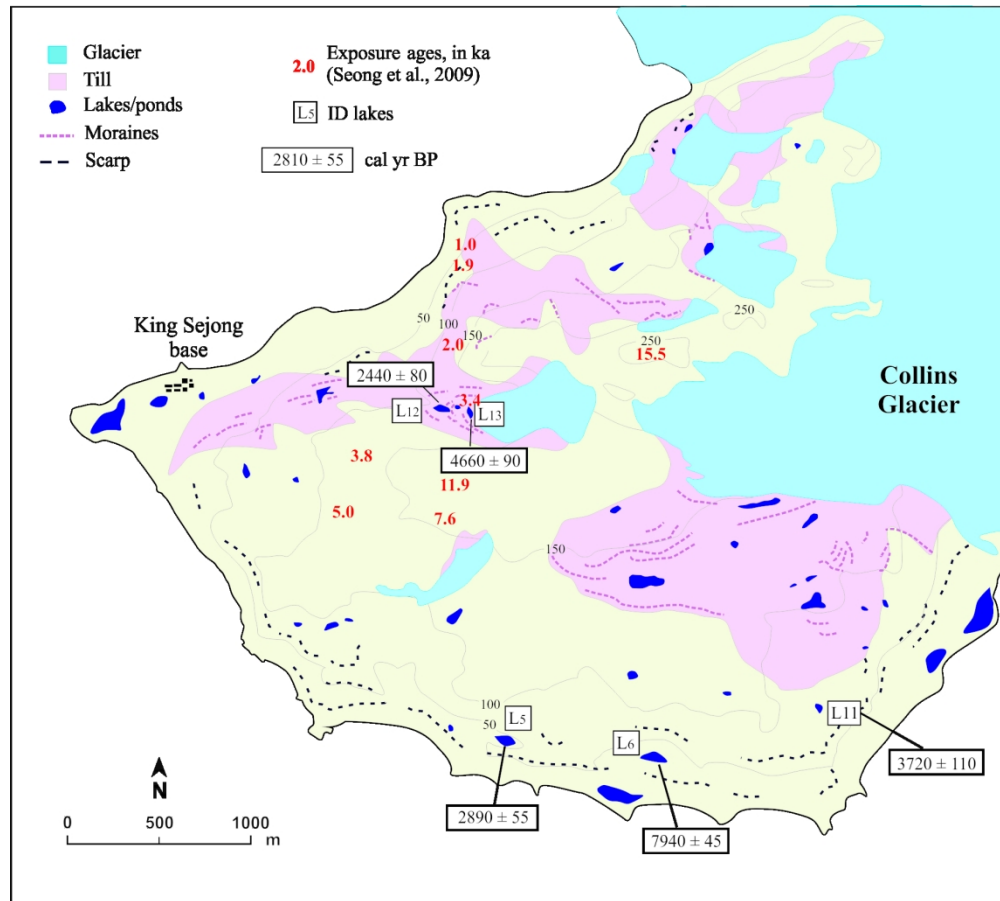 Glacier
Till
Lakes/ponds
Moraines
Scarp
2.0 Exposure ages, in ka
(Seong et al., 2009)
L5 ID lakes
2810 ± 55 cal yr BP
1.0
1.9
50
100
150
250
250
15.5
2.0
King Sejong
base
2440 ± 80
3.4
L12
L13
4660 ± 90
Collins
Glacier
3.8
11.9
5.0
7.6
150
100
50
L5
L6
L11
3720 ± 110
2890 ± 55
7940 ± 45
N
0 500 1000
m